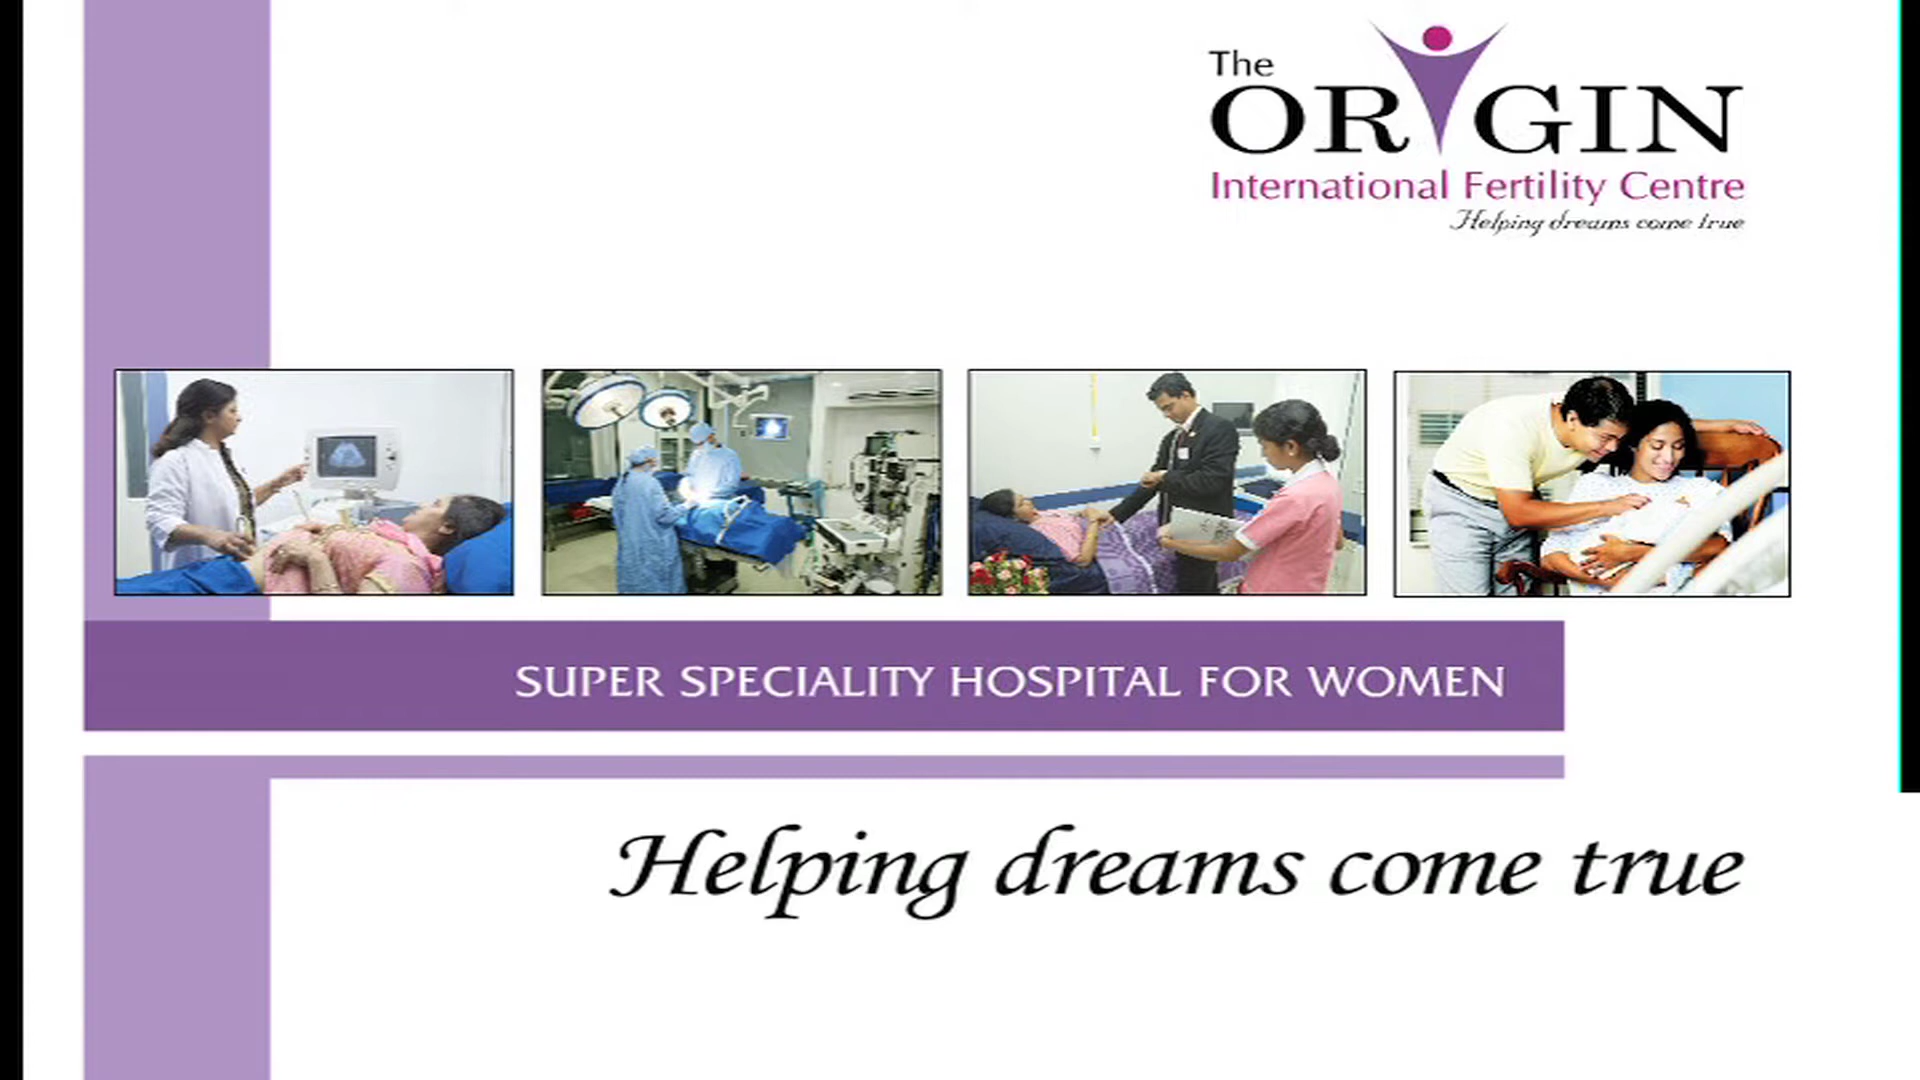 The
ORIGIN
International Fertility Centre
Helping dreams come true
SUPER SPECIALITY HOSPITAL FOR WOMEN
Helping dreams come true